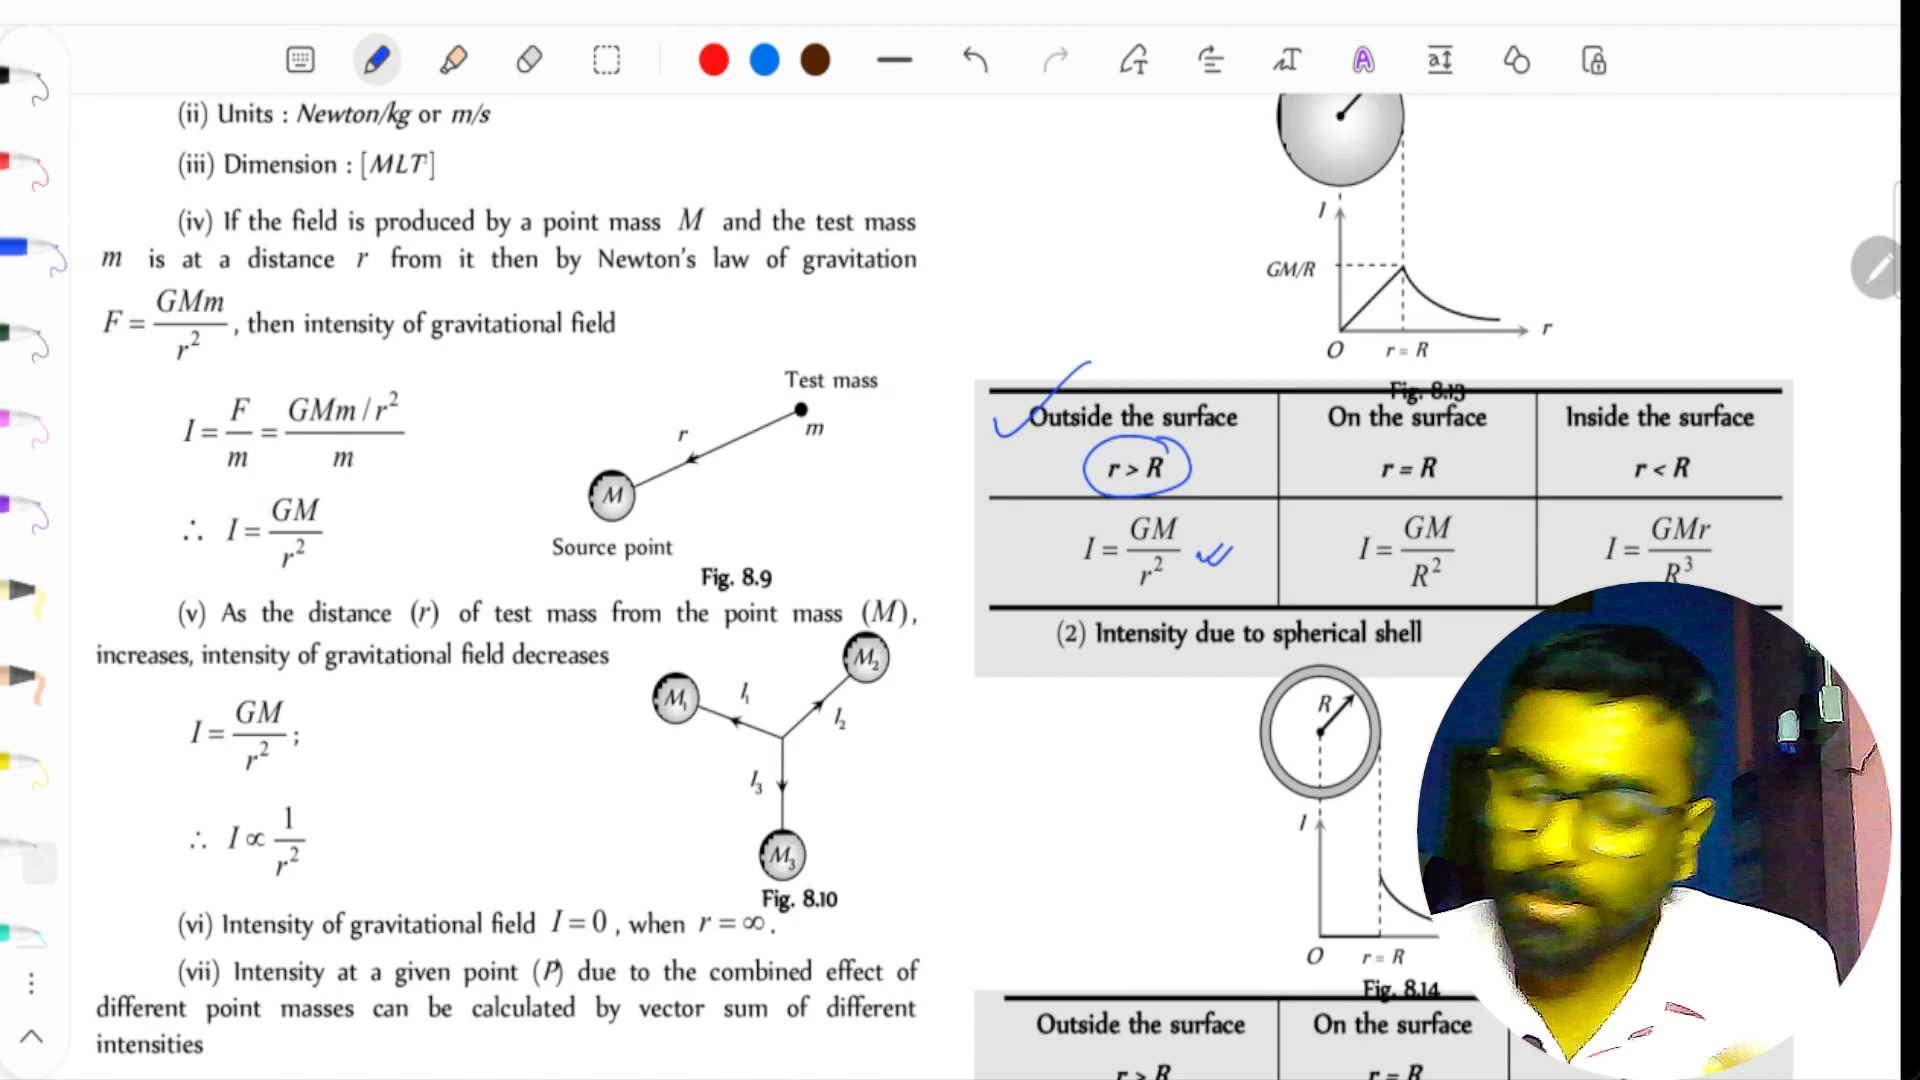 (ii) Units : Newton/kg or m/s
(iii) Dimension : [MLT]
(iv) If the field is produced by a point mass M and the test mass
m is at a distance r from it then by Newton's law of gravitation
F = GMm/r², then intensity of gravitational field
I = F/m = GMm/r²/m
Test mass
r
m
M
∴ I = GM/r²
Source point
Fig. 8.9
(v) As the distance (r) of test mass from the point mass (M),
increases, intensity of gravitational field decreases
I = GM/r² ;
M₁ I₁ M₂
I₂
I₃
∴ I ∝ 1/r²
M₃
Fig. 8.10
(vi) Intensity of gravitational field I = 0 , when r = ∞ .
(vii) Intensity at a given point (P) due to the combined effect of
different point masses can be calculated by vector sum of different
intensities
I
GM/R
r
O r = R
Fig. 8.13
Outside the surface On the surface Inside the surface
r > R r = R r < R
I = GM/r² I = GM/R² I = GMr/R³
(2) Intensity due to spherical shell
R
I
O r = R
Fig. 8.14
Outside the surface On the surface
r > R r = R